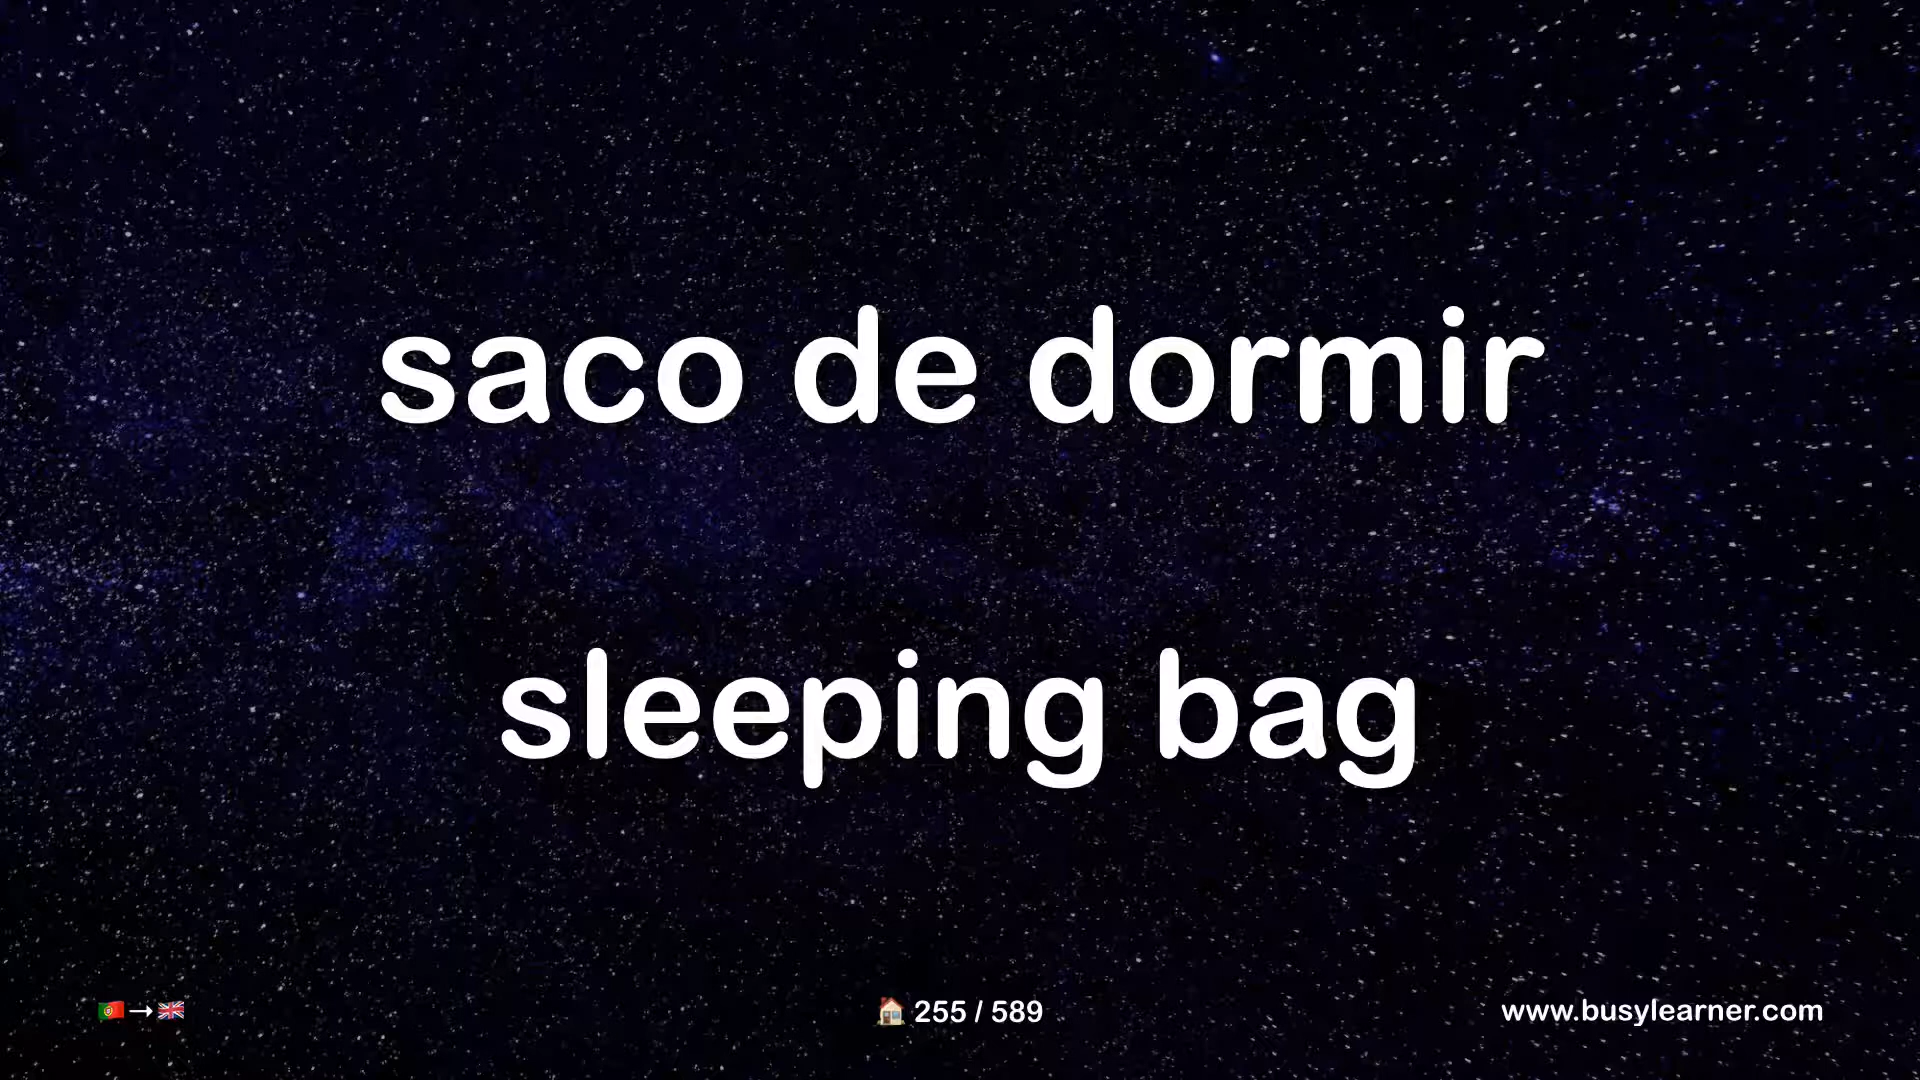 saco de dormir
sleeping bag
🇵🇹→🇬🇧
🏠 255 / 589
www.busylearner.com